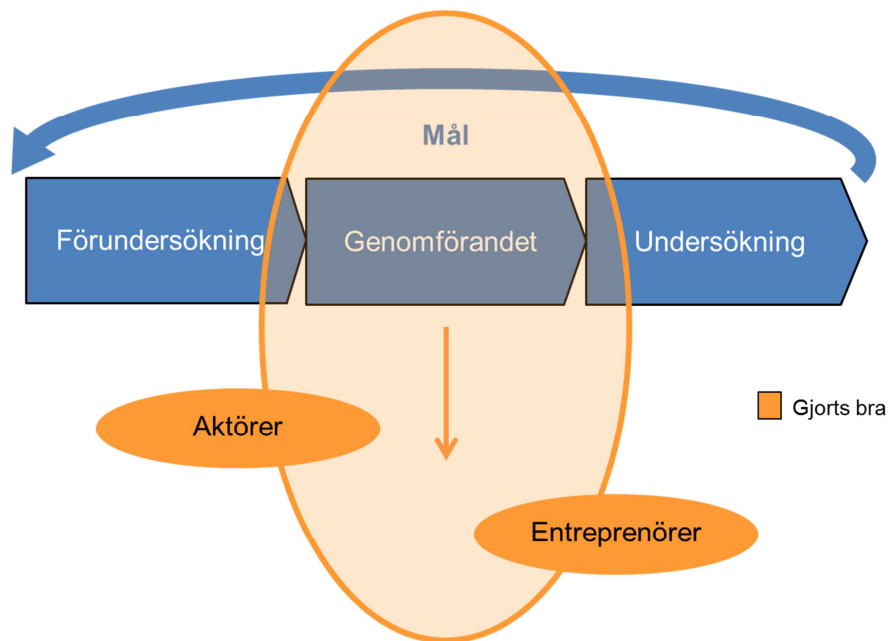 Mål
Förundersökning
Genomförandet
Undersökning
Gjorts bra
Aktörer
Entreprenörer